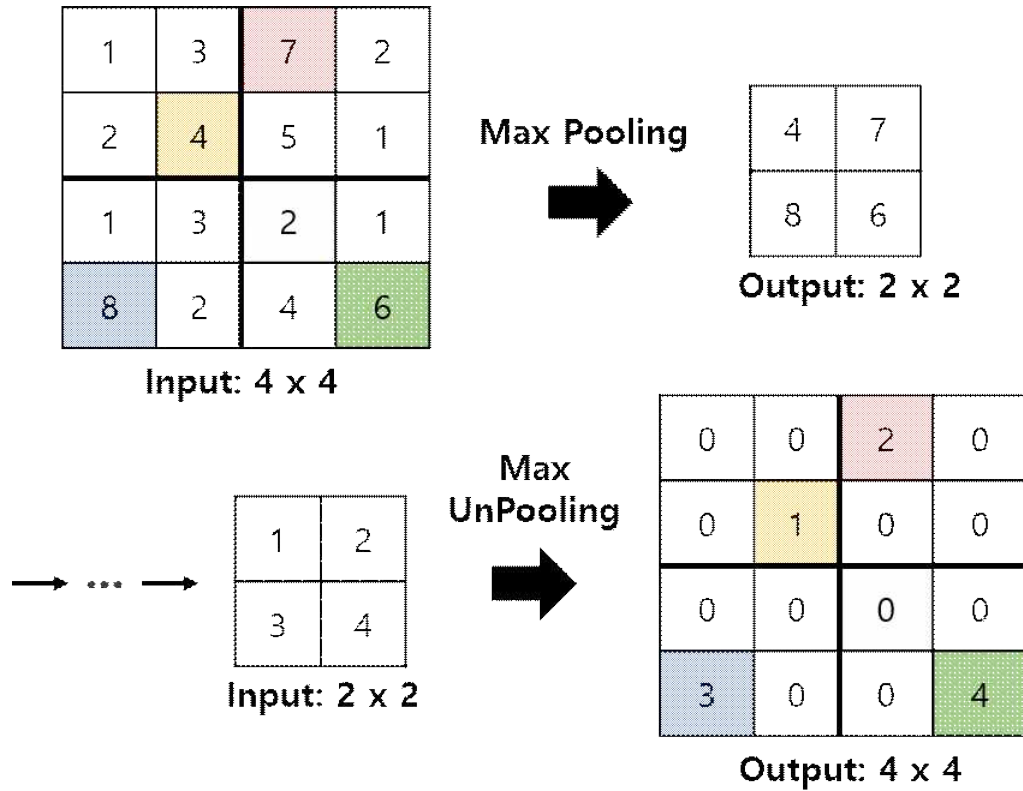 1 3 7 2
2 4 5 1
1 3 2 1
8 2 4 6
Input: 4 x 4
Max Pooling
4 7
8 6
Output: 2 x 2
...
1 2
3 4
Input: 2 x 2
Max
UnPooling
0 0 2 0
0 1 0 0
0 0 0 0
3 0 0 4
Output: 4 x 4